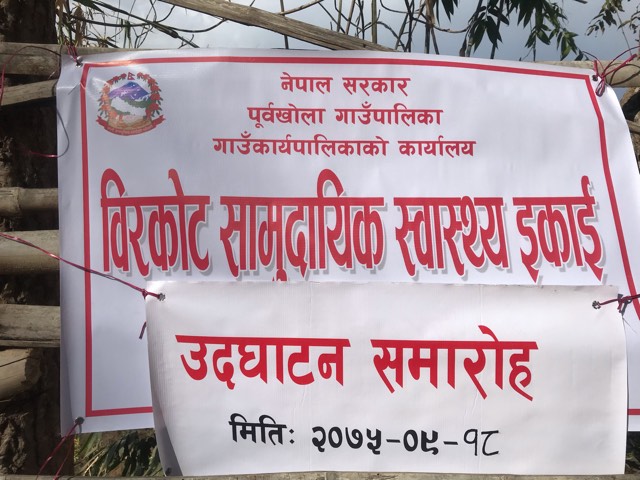 नेपाल सरकार
पूर्वखोला गाउँपालिका
गाउँकार्यपालिकाको कार्यालय
विरकोट सामुदायिक स्वास्थ्य इकाई
उदघाटन समारोह
मितिः २०७५-०९-१८